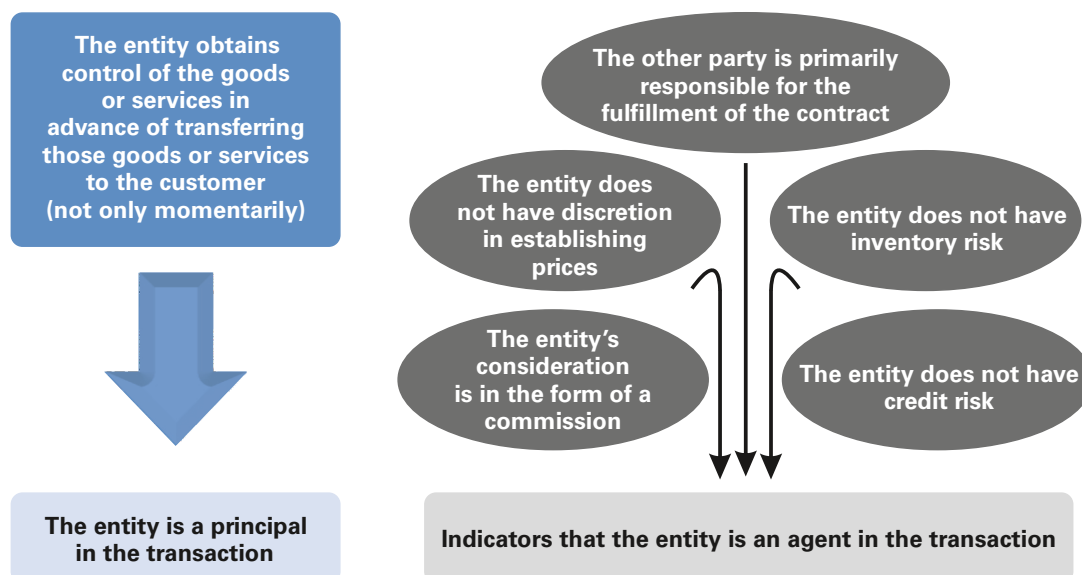 The entity obtains
control of the goods
or services in
advance of transferring
those goods or services
to the customer
(not only momentarily)
The entity is a principal
in the transaction
The other party is primarily
responsible for the
fulfillment of the contract
The entity does
not have discretion
in establishing
prices
The entity does not have
inventory risk
The entity's
consideration
is in the form of a
commission
The entity does not have
credit risk
Indicators that the entity is an agent in the transaction